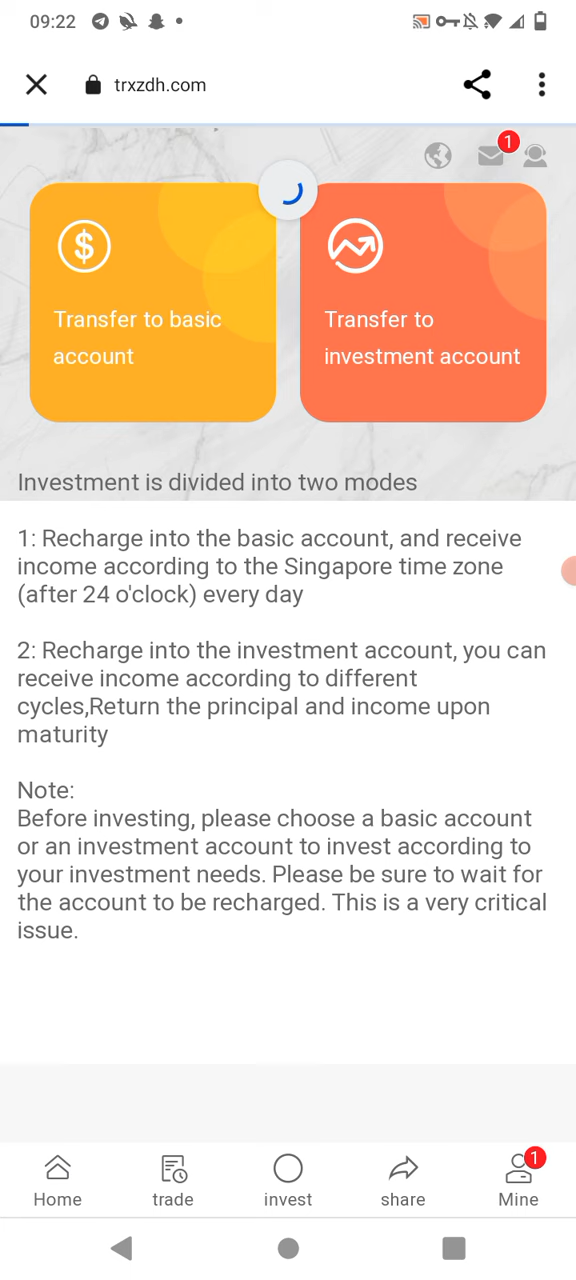 09:22
trxzdh.com
1
$
Transfer to basic
account
Transfer to
investment account
Investment is divided into two modes
1: Recharge into the basic account, and receive
income according to the Singapore time zone
(after 24 o'clock) every day
2: Recharge into the investment account, you can
receive income according to different
cycles,Return the principal and income upon
maturity
Note:
Before investing, please choose a basic account
or an investment account to invest according to
your investment needs. Please be sure to wait for
the account to be recharged. This is a very critical
issue.
1
Home
trade
invest
share
Mine